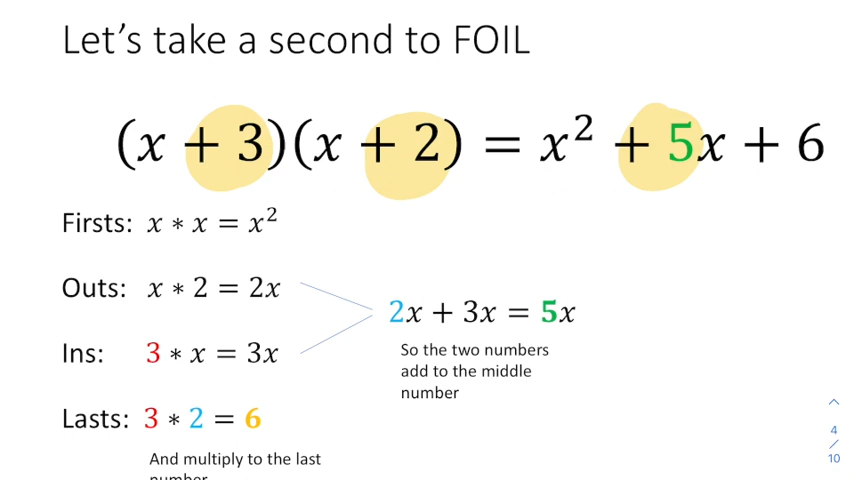 Let's take a second to FOIL
(x + 3)(x + 2) = x² + 5x + 6
Firsts: x ∗ x = x²
Outs: x ∗ 2 = 2x
2x + 3x = 5x
So the two numbers
add to the middle
number
Ins: 3 ∗ x = 3x
Lasts: 3 ∗ 2 = 6
And multiply to the last
number
4
/
10